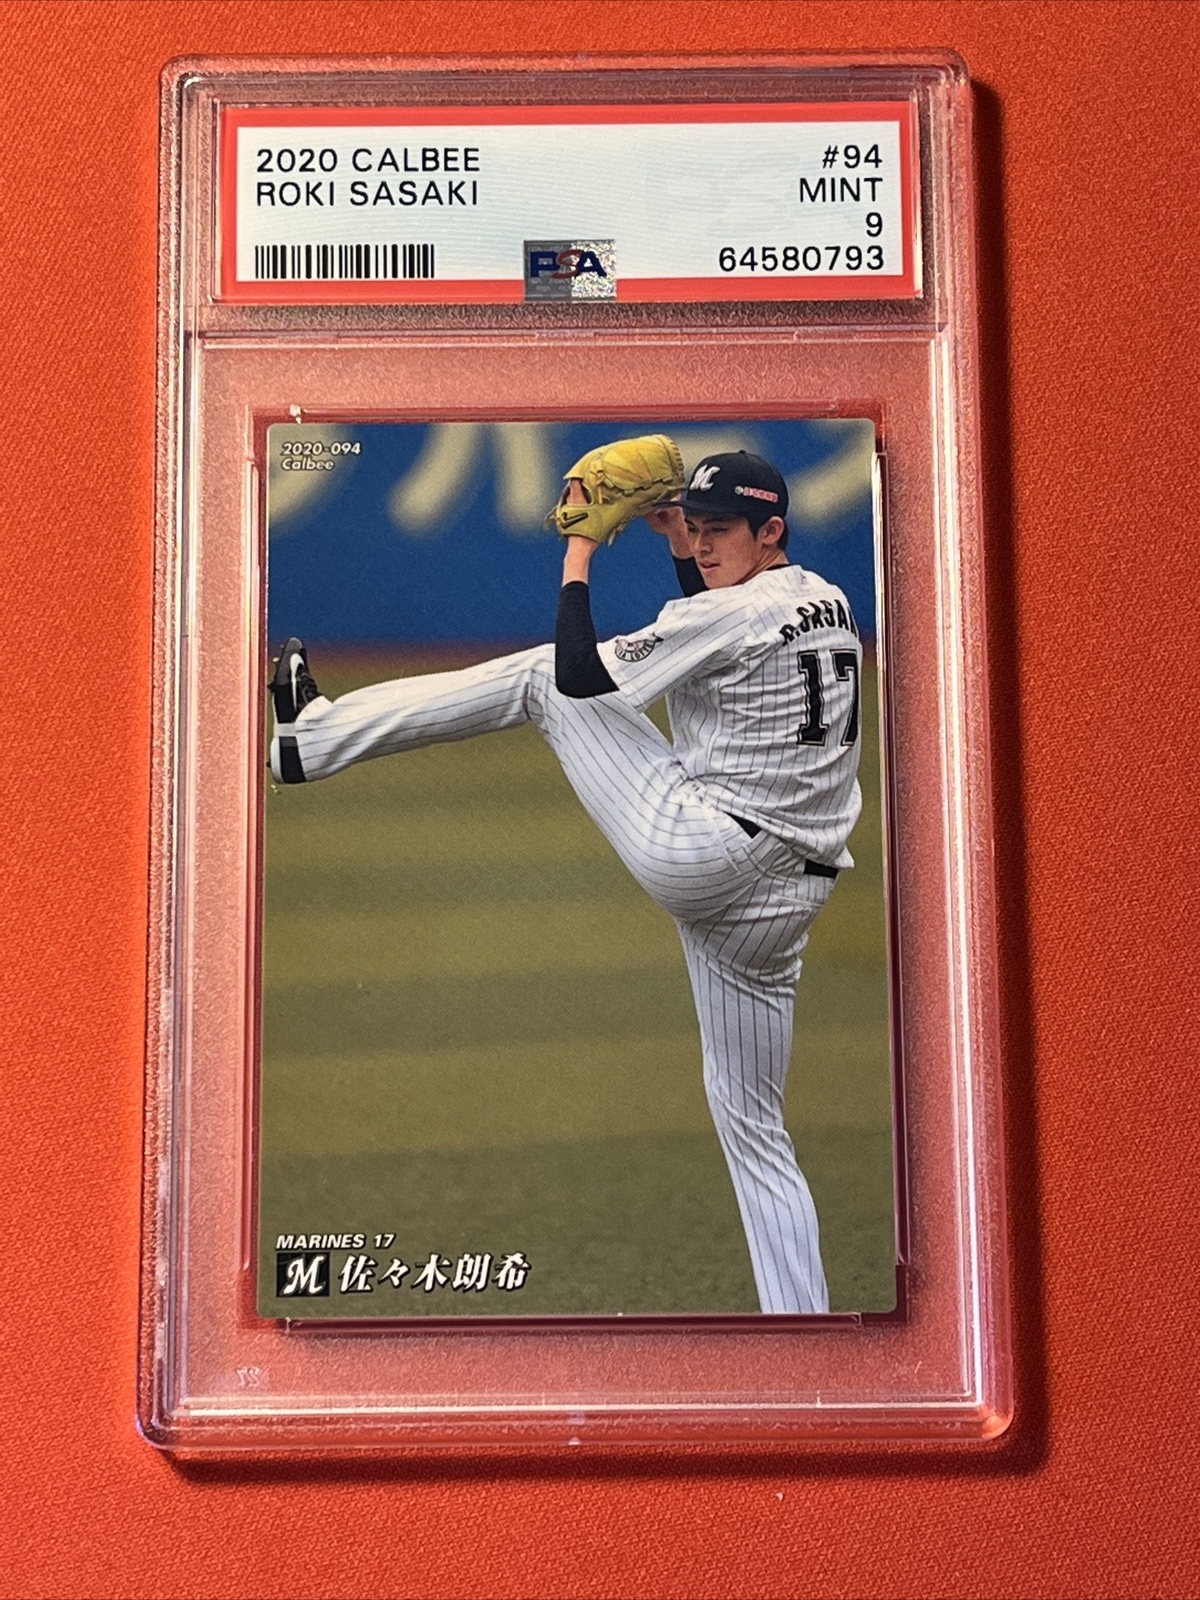 2020 CALBEE #94
ROKI SASAKI MINT
9
PSA 64580793
2020-094
Calbee
M
R.SASAK
17
MARINES 17
M 佐々木朗希